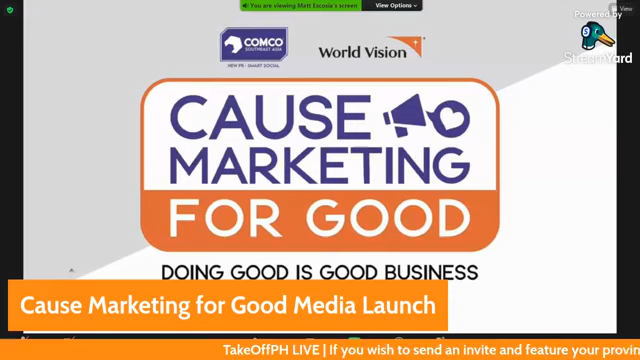 You are viewing Matt Escosia's screen
View Options
View
Powered by
StreamYard
COMCO
SOUTHEAST ASIA
NEW PR · SMART SOCIAL
World Vision
CAUSE
MARKETING
FOR GOOD
DOING GOOD IS GOOD BUSINESS
Cause Marketing for Good Media Launch
TakeOffPH LIVE | If you wish to send an invite and feature your provin